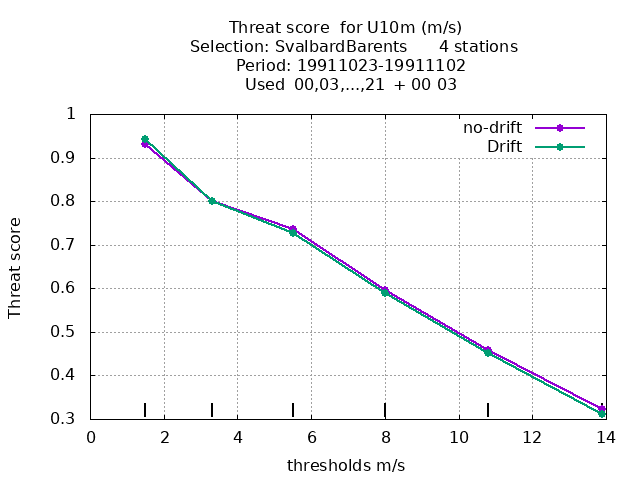 Threat score  for U10m (m/s)
Selection: SvalbardBarents      4 stations
Period: 19911023-19911102
Used  00,03,...,21  + 00 03
no-drift
Drift
Threat score
1
0.9
0.8
0.7
0.6
0.5
0.4
0.3
0 2 4 6 8 10 12 14
thresholds m/s